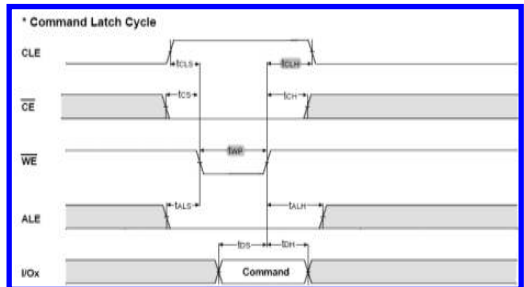 * Command Latch Cycle
CLE
tCLS
tCLH
CE
tCS
tCH
tWP
WE
tALS
tALH
ALE
tDS
tDH
I/Ox
Command